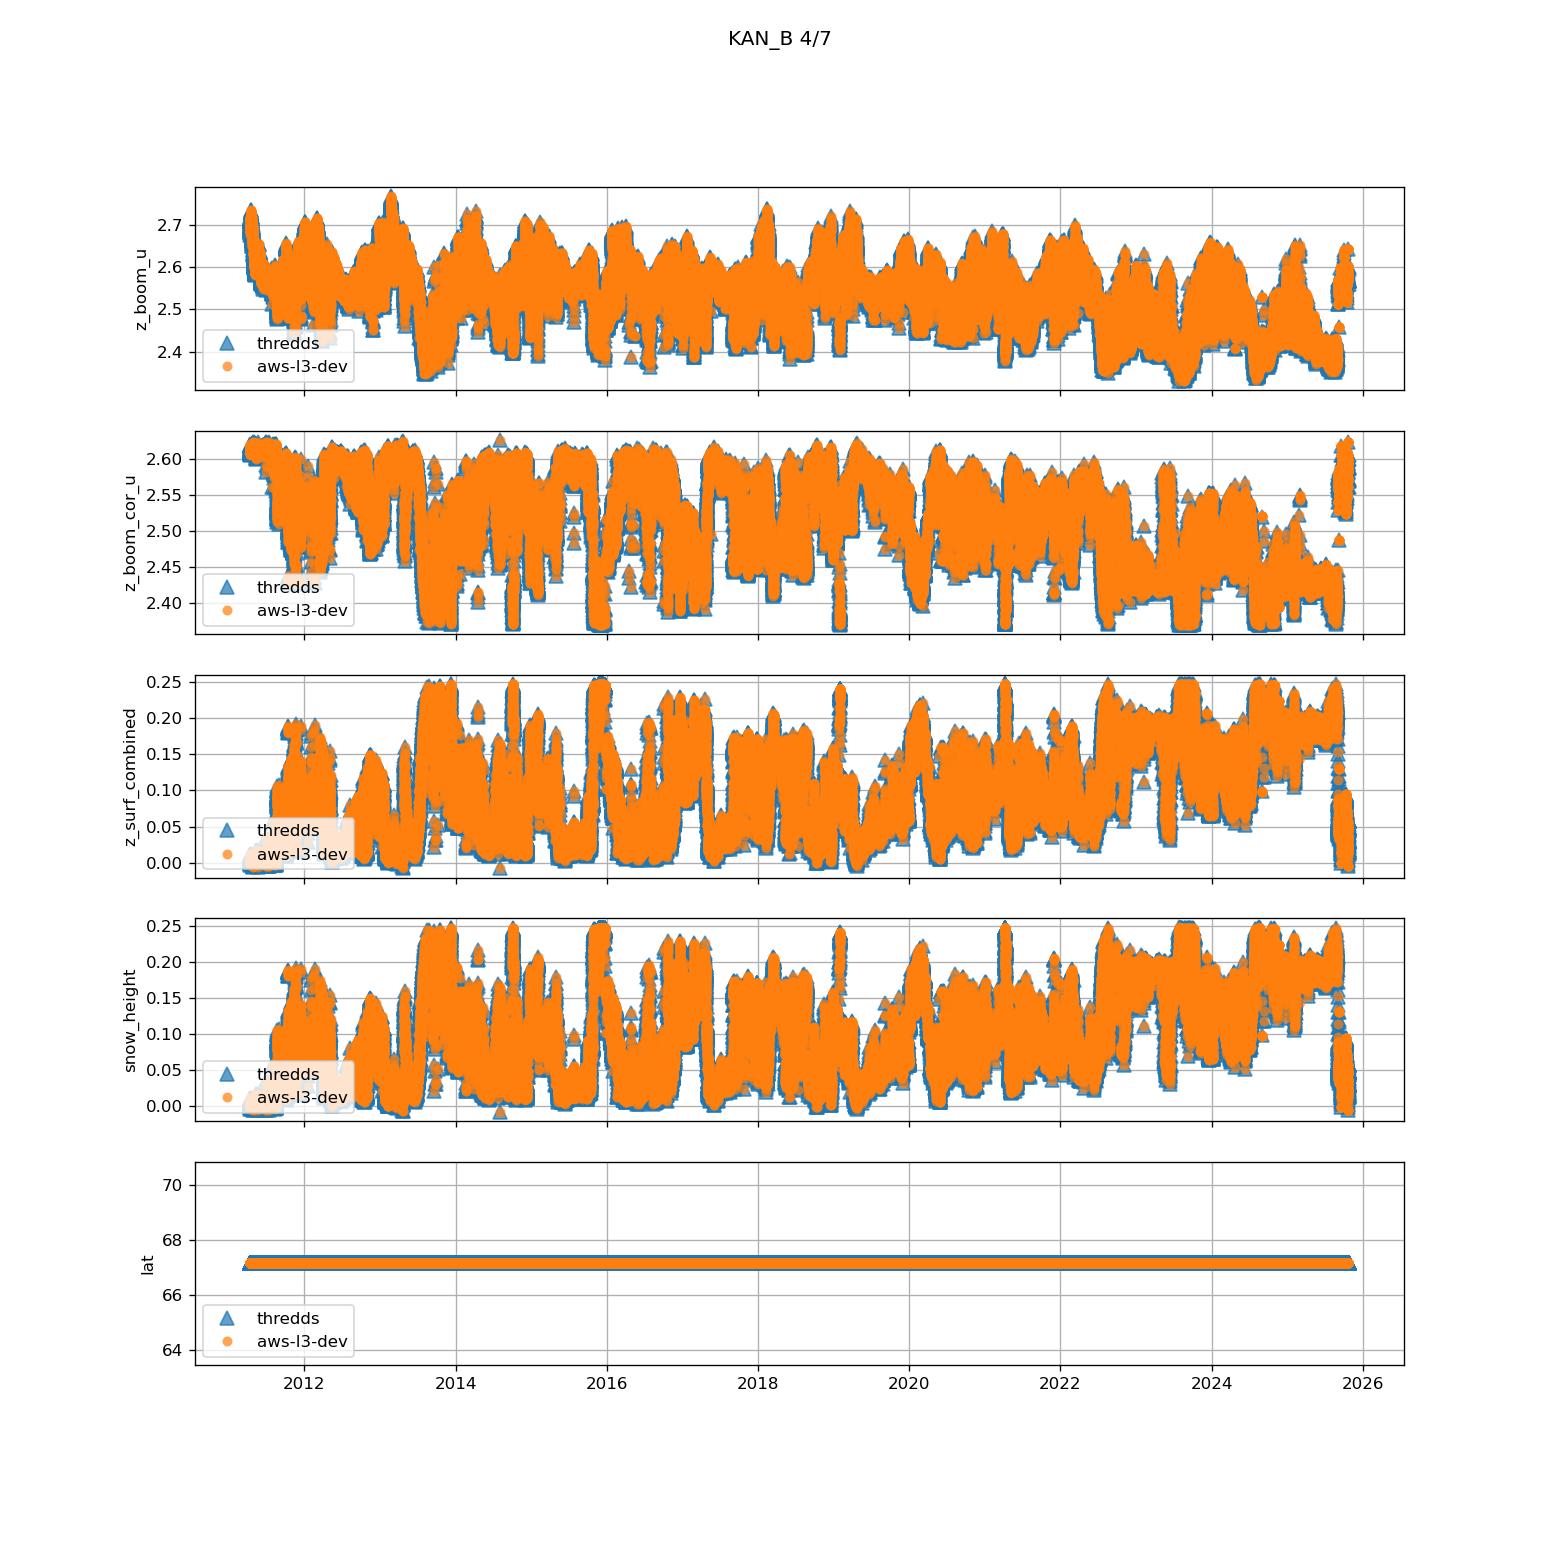 KAN_B 4/7
2.7
2.6
2.5
2.4
z_boom_u
thredds
aws-l3-dev
2.60
2.55
2.50
2.45
2.40
z_boom_cor_u
thredds
aws-l3-dev
0.25
0.20
0.15
0.10
0.05
0.00
z_surf_combined
thredds
aws-l3-dev
0.25
0.20
0.15
0.10
0.05
0.00
snow_height
thredds
aws-l3-dev
70
68
66
64
lat
thredds
aws-l3-dev
2012 2014 2016 2018 2020 2022 2024 2026